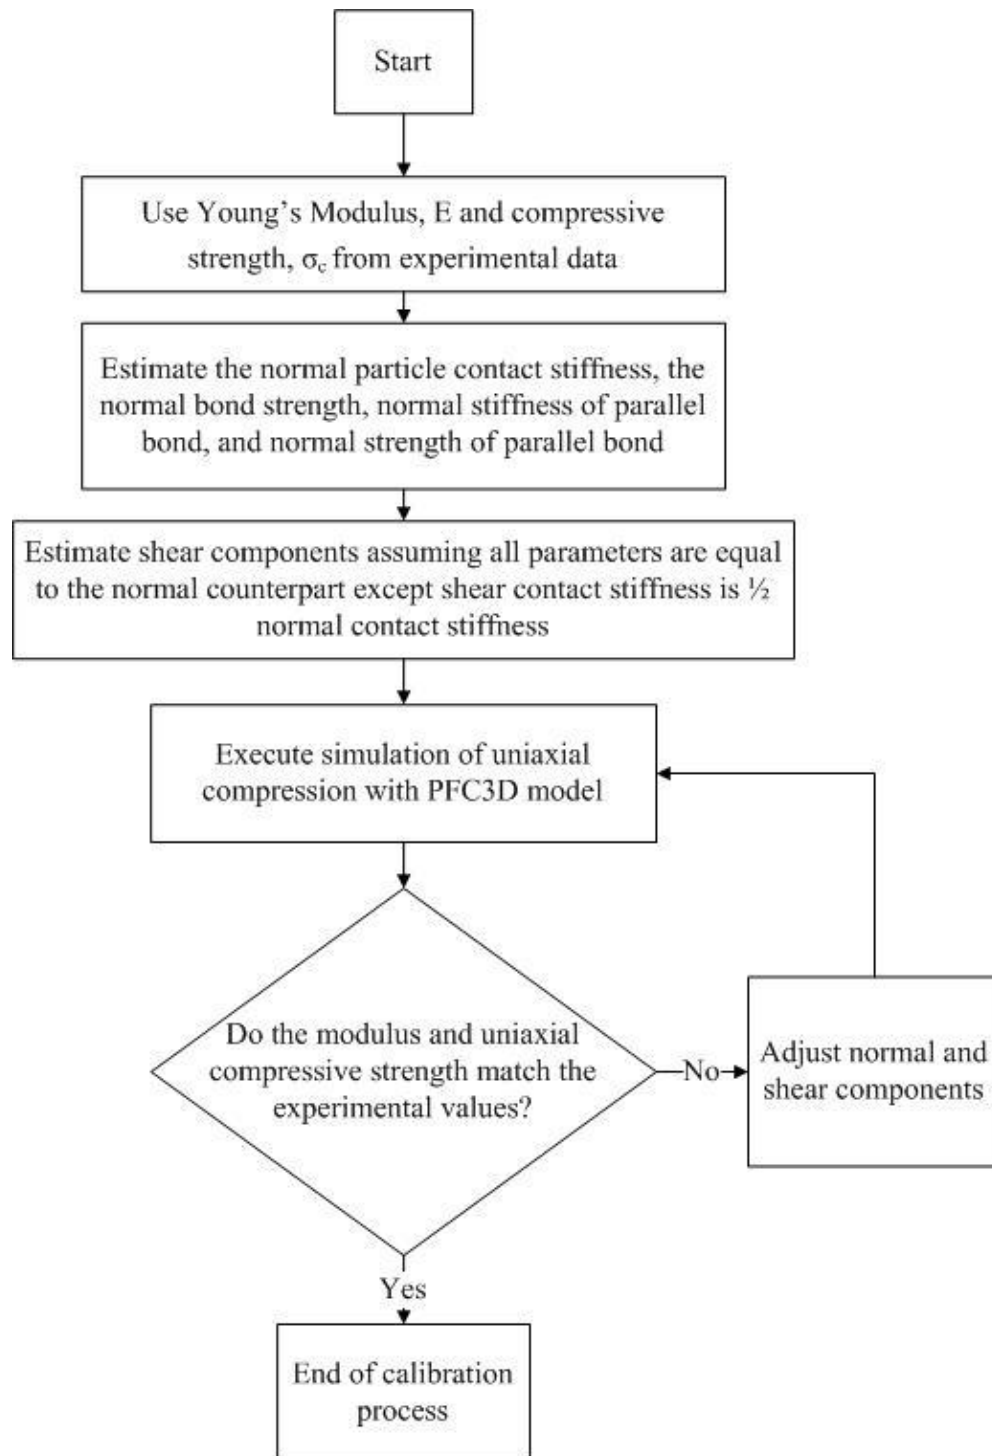 Start
Use Young's Modulus, E and compressive
strength, σc from experimental data
Estimate the normal particle contact stiffness, the
normal bond strength, normal stiffness of parallel
bond, and normal strength of parallel bond
Estimate shear components assuming all parameters are equal
to the normal counterpart except shear contact stiffness is ½
normal contact stiffness
Execute simulation of uniaxial
compression with PFC3D model
Do the modulus and uniaxial
compressive strength match the
experimental values?
No
Adjust normal and
shear components
Yes
End of calibration
process